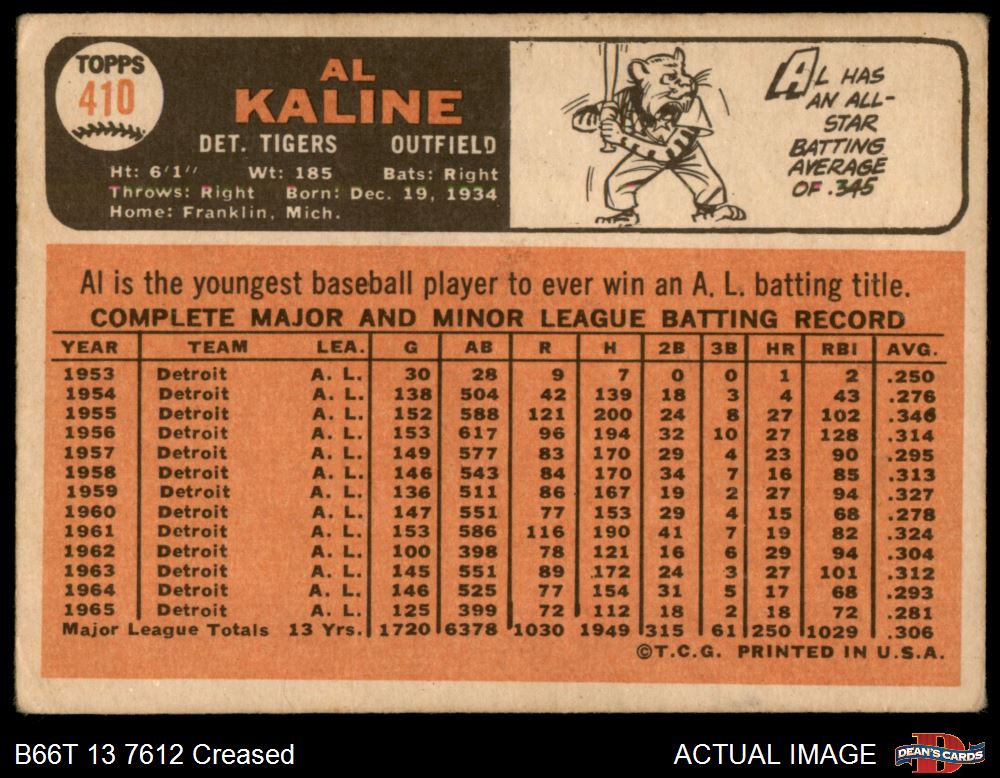 TOPPS
410
AL
KALINE
DET. TIGERS OUTFIELD
Ht: 6'1" Wt: 185 Bats: Right
Throws: Right Born: Dec. 19, 1934
Home: Franklin, Mich.
AL HAS
AN ALL-
STAR
BATTING
AVERAGE
OF .345
Al is the youngest baseball player to ever win an A. L. batting title.
COMPLETE MAJOR AND MINOR LEAGUE BATTING RECORD
YEAR TEAM LEA. G AB R H 2B 3B HR RBI AVG.
1953 Detroit A. L. 30 28 9 7 0 0 1 2 .250
1954 Detroit A. L. 138 504 42 139 18 3 4 43 .276
1955 Detroit A. L. 152 588 121 200 24 8 27 102 .346
1956 Detroit A. L. 153 617 96 194 32 10 27 128 .314
1957 Detroit A. L. 149 577 83 170 29 4 23 90 .295
1958 Detroit A. L. 146 543 84 170 34 7 16 85 .313
1959 Detroit A. L. 136 511 86 167 19 2 27 94 .327
1960 Detroit A. L. 147 551 77 153 29 4 15 68 .278
1961 Detroit A. L. 153 586 116 190 41 7 19 82 .324
1962 Detroit A. L. 100 398 78 121 16 6 29 94 .304
1963 Detroit A. L. 145 551 89 172 24 3 27 101 .312
1964 Detroit A. L. 146 525 77 154 31 5 17 68 .293
1965 Detroit A. L. 125 399 72 112 18 2 18 72 .281
Major League Totals 13 Yrs. 1720 6378 1030 1949 315 61 250 1029 .306
©T.C.G. PRINTED IN U.S.A.
B66T 13 7612 Creased
ACTUAL IMAGE
DEAN'S CARDS